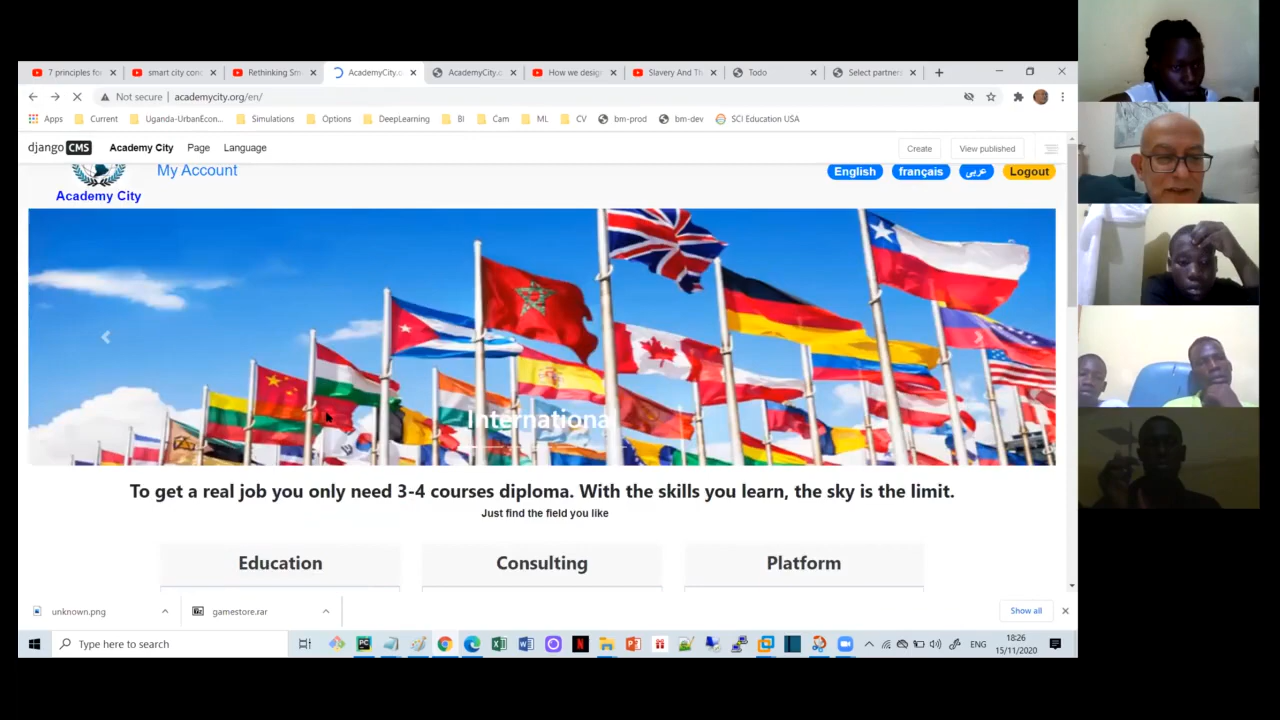 7 principles fo
smart city conc
Rethinking Sm
AcademyCity.o
AcademyCity.c
How we desig
Slavery And Th
Todo
Select partner
Not secure | academycity.org/en/
Apps
Current
Uganda-UrbanEcon...
Simulations
Options
DeepLearning
BI
Cam
ML
CV
bm-prod
bm-dev
SCI Education USA
django CMS
Academy City
Page
Language
Create
View published
My Account
English
français
عربى
Logout
Academy City
International
To get a real job you only need 3-4 courses diploma. With the skills you learn, the sky is the limit.
Just find the field you like
Education
Consulting
Platform
unknown.png
gamestore.rar
Show all
Type here to search
ENG
18:26
15/11/2020